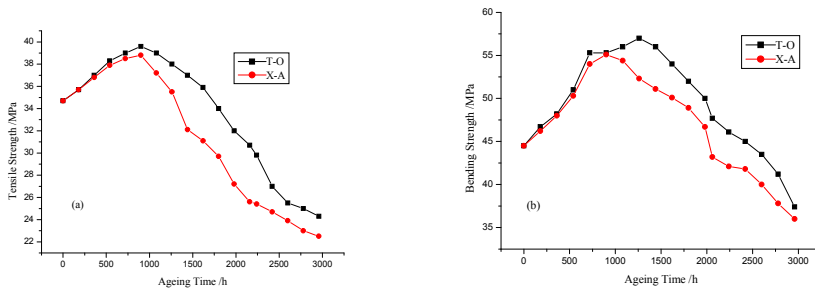 40
38
36
34
32
30
28
26
24
22
Tensile Strength /MPa
T-O
X-A
(a)
0 500 1000 1500 2000 2500 3000
Ageing Time /h
60
55
50
45
40
35
Bending Strength /MPa
T-O
X-A
(b)
0 500 1000 1500 2000 2500 3000
Ageing Time /h